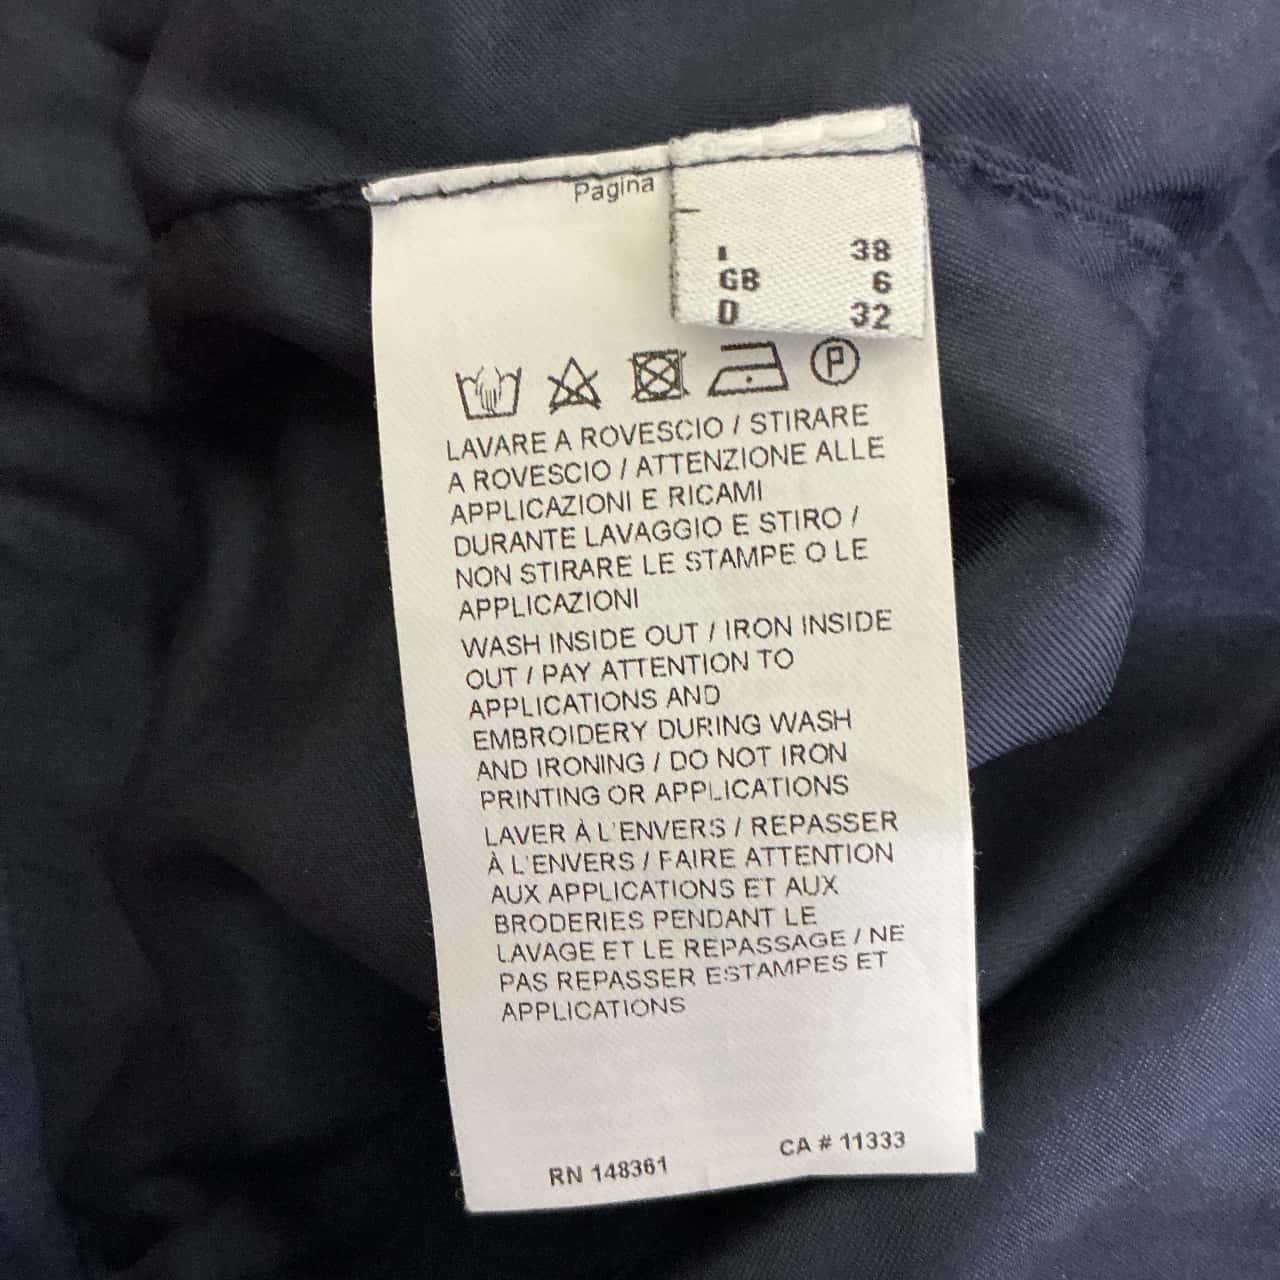 Pagina
I 38
GB 6
D 32
P
LAVARE A ROVESCIO / STIRARE
A ROVESCIO / ATTENZIONE ALLE
APPLICAZIONI E RICAMI
DURANTE LAVAGGIO E STIRO /
NON STIRARE LE STAMPE O LE
APPLICAZIONI
WASH INSIDE OUT / IRON INSIDE
OUT / PAY ATTENTION TO
APPLICATIONS AND
EMBROIDERY DURING WASH
AND IRONING / DO NOT IRON
PRINTING OR APPLICATIONS
LAVER À L'ENVERS / REPASSER
À L'ENVERS / FAIRE ATTENTION
AUX APPLICATIONS ET AUX
BRODERIES PENDANT LE
LAVAGE ET LE REPASSAGE / NE
PAS REPASSER ESTAMPES ET
APPLICATIONS
RN 148361 CA # 11333